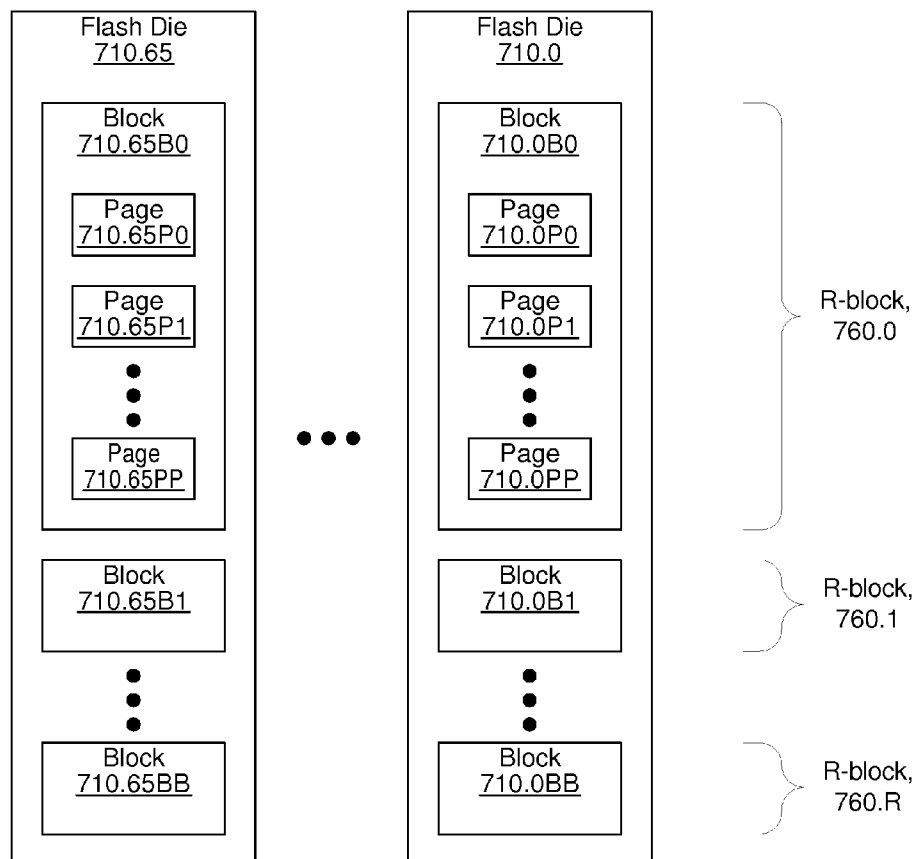 Flash Die
710.65
Block
710.65B0
Page
710.65P0
Page
710.65P1
Page
710.65PP
Block
710.65B1
Block
710.65BB
Flash Die
710.0
Block
710.0B0
Page
710.0P0
Page
710.0P1
Page
710.0PP
Block
710.0B1
Block
710.0BB
R-block,
760.0
R-block,
760.1
R-block,
760.R